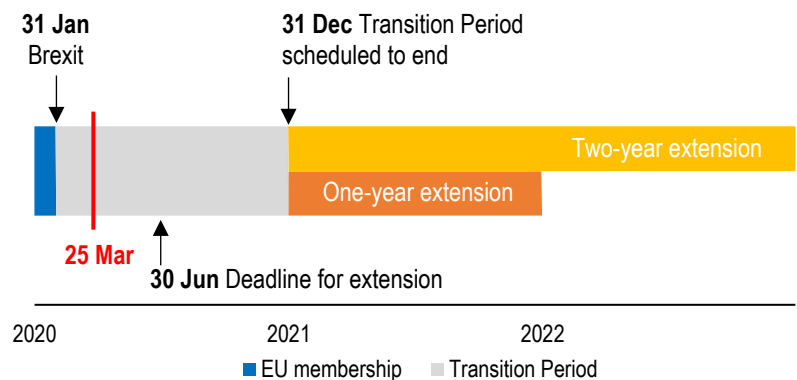 31 Jan
Brexit
31 Dec Transition Period
scheduled to end
Two-year extension
One-year extension
25 Mar
30 Jun Deadline for extension
2020
2021
2022
EU membership
Transition Period